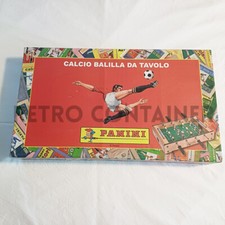 CALCIO BALILLA DA TAVOLO
RETRO CONTAINER
PANINI